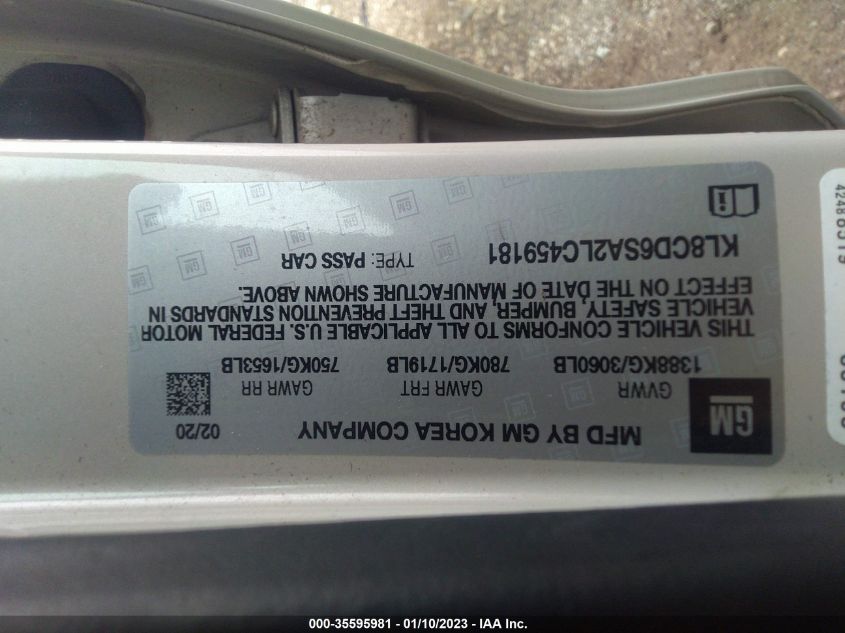 GM
MFD BY GM KOREA COMPANY
02/20
GVWR
GAWR FRT
GAWR RR
1388KG/3060LB
780KG/1719LB
750KG/1653LB
THIS VEHICLE CONFORMS TO ALL APPLICABLE U.S. FEDERAL MOTOR
VEHICLE SAFETY, BUMPER, AND THEFT PREVENTION STANDARDS IN
EFFECT ON THE DATE OF MANUFACTURE SHOWN ABOVE.
KL8CD6SA2LC459181
TYPE: PASS CAR
000-35595981 - 01/10/2023 - IAA Inc.